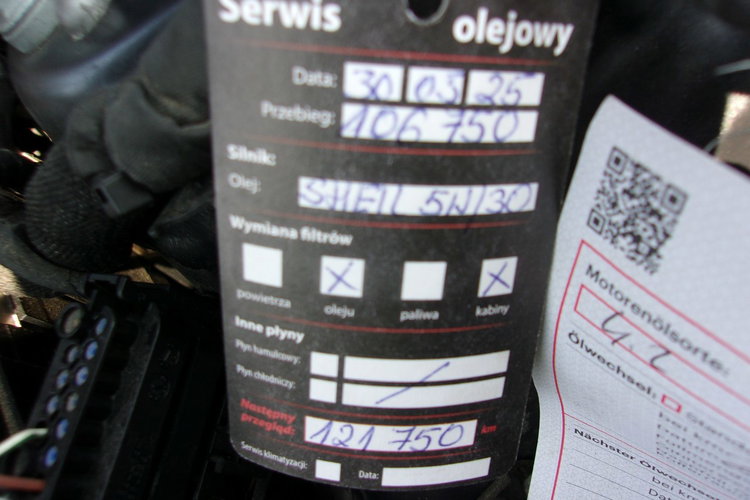 Serwis olejowy
Data: 30 03 25
Przebieg: 106 750
Silnik:
Olej: SHELL 5W30
Wymiana filtrów
X X
powietrza oleju paliwa kabiny
Inne płyny
Płyn hamulcowy:
Płyn chłodniczy:
Następny
przegląd: 121 750 km
Serwis klimatyzacji: Data:
Motorenölsorte:
Ölwechsel:
Nächster Ölwechsel